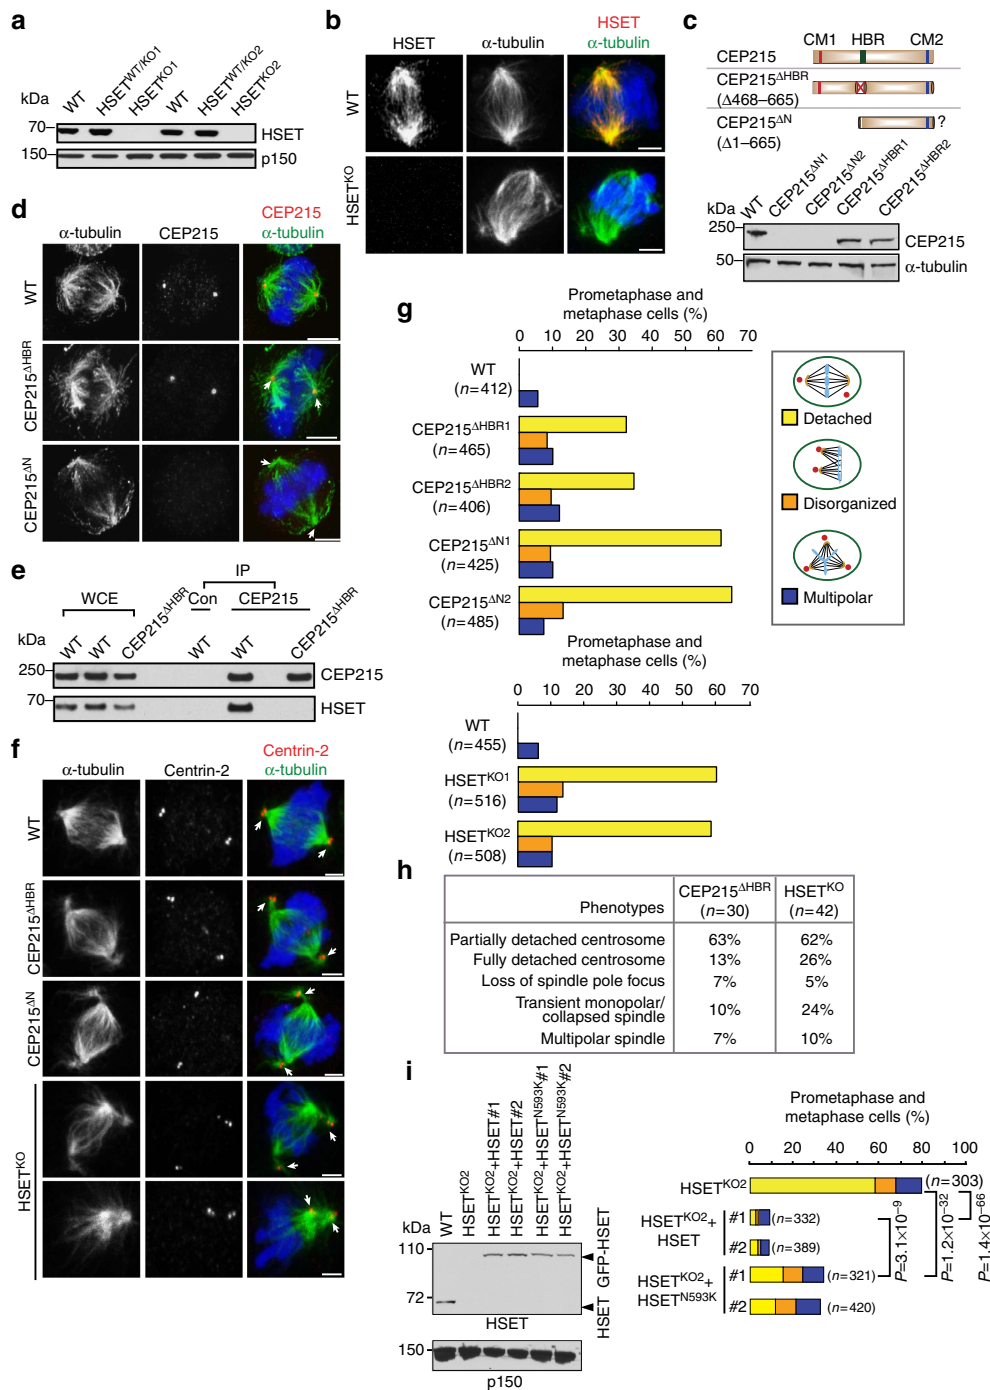 a
kDa
WT
HSETWT/KO1
HSETKO1
WT
HSETWT/KO2
HSETKO2
70
HSET
150
p150
b
HSET
α-tubulin
HSET
α-tubulin
WT
HSETKO
c
CM1 HBR CM2
CEP215
CEP215ΔHBR
(Δ468–665)
CEP215ΔN
(Δ1–665)
?
kDa
WT
CEP215ΔN1
CEP215ΔN2
CEP215ΔHBR1
CEP215ΔHBR2
250
CEP215
50
α-tubulin
d
α-tubulin
CEP215
CEP215
α-tubulin
WT
CEP215ΔHBR
CEP215ΔN
e
IP
WCE
Con
CEP215
kDa
WT
WT
CEP215ΔHBR
WT
WT
CEP215ΔHBR
250
CEP215
70
HSET
f
α-tubulin
Centrin-2
Centrin-2
α-tubulin
WT
CEP215ΔHBR
CEP215ΔN
HSETKO
g
Prometaphase and
metaphase cells (%)
0 10 20 30 40 50 60 70
WT
(n=412)
CEP215ΔHBR1
(n=465)
CEP215ΔHBR2
(n=406)
CEP215ΔN1
(n=425)
CEP215ΔN2
(n=485)
Detached
Disorganized
Multipolar
Prometaphase and
metaphase cells (%)
0 10 20 30 40 50 60 70
WT
(n=455)
HSETKO1
(n=516)
HSETKO2
(n=508)
h
Phenotypes CEP215ΔHBR (n=30) HSETKO (n=42)
Partially detached centrosome 63% 62%
Fully detached centrosome 13% 26%
Loss of spindle pole focus 7% 5%
Transient monopolar/
collapsed spindle 10% 24%
Multipolar spindle 7% 10%
i
kDa
WT
HSETKO2
HSETKO2+HSET#1
HSETKO2+HSET#2
HSETKO2+HSETN593K#1
HSETKO2+HSETN593K#2
110
72
GFP-HSET
HSET
HSET
150
p150
Prometaphase and
metaphase cells (%)
0 20 40 60 80 100
HSETKO2
(n=303)
HSETKO2+
HSET
#1
(n=332)
#2
(n=389)
HSETKO2+
HSETN593K
#1
(n=321)
#2
(n=420)
P=3.1×10−9
P=1.2×10−32
P=1.4×10−66